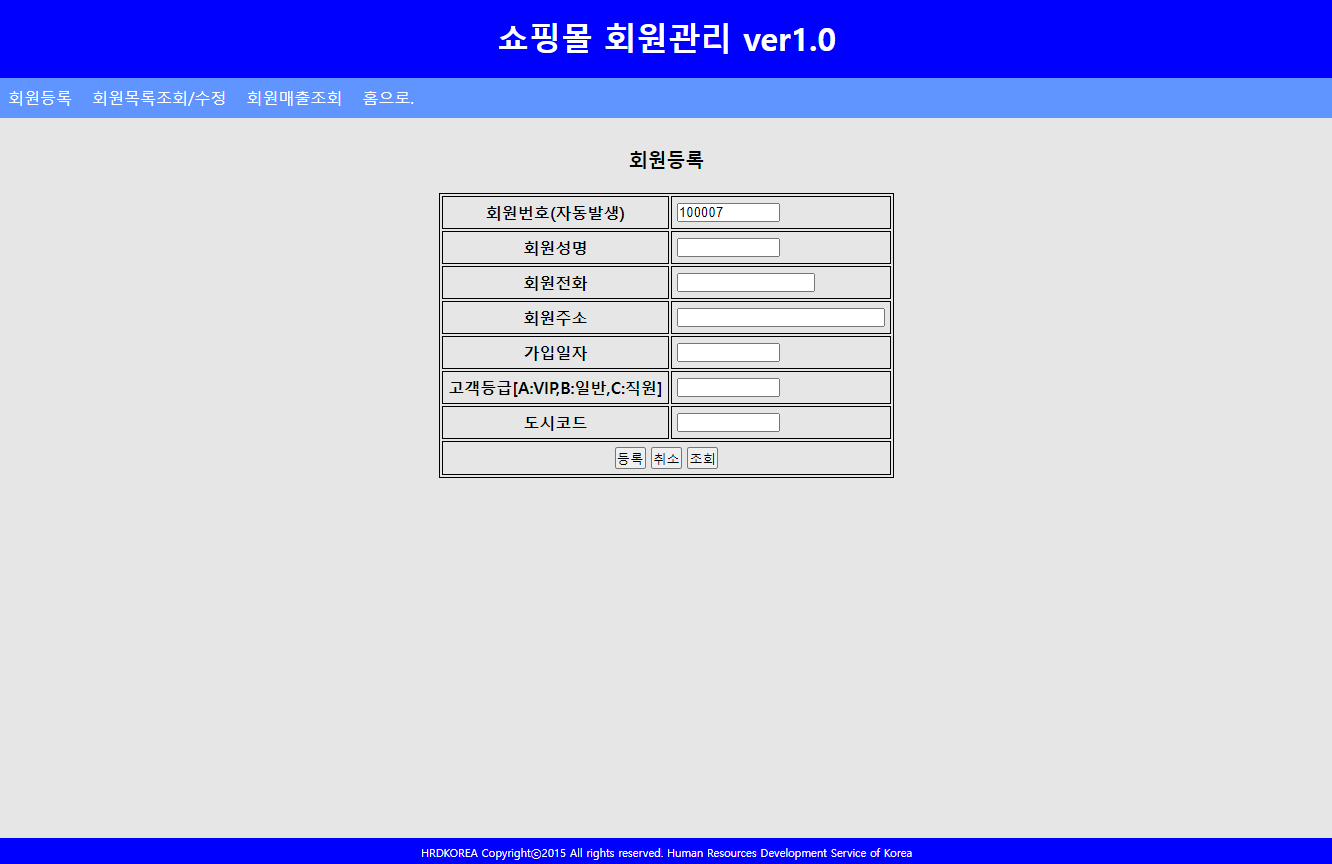 쇼핑몰 회원관리 ver1.0
회원등록 회원목록조회/수정 회원매출조회 홈으로.
회원등록
회원번호(자동발생) 100007
회원성명
회원전화
회원주소
가입일자
고객등급[A:VIP,B:일반,C:직원]
도시코드
등록 취소 조회
HRDKOREA Copyrightⓒ2015 All rights reserved. Human Resources Development Service of Korea